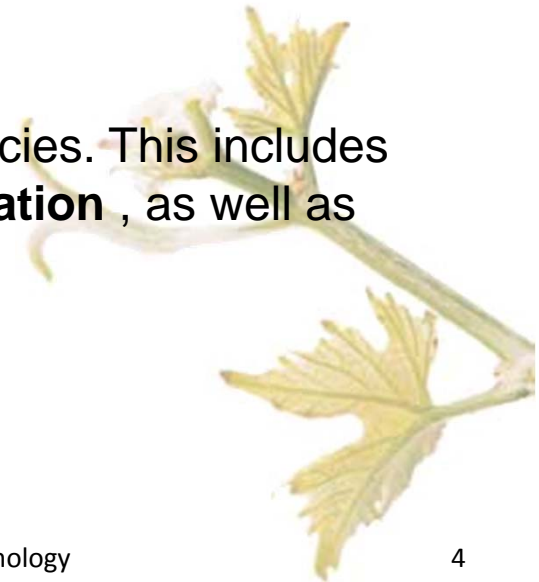 cies. This includes
ation , as well as
nology 4